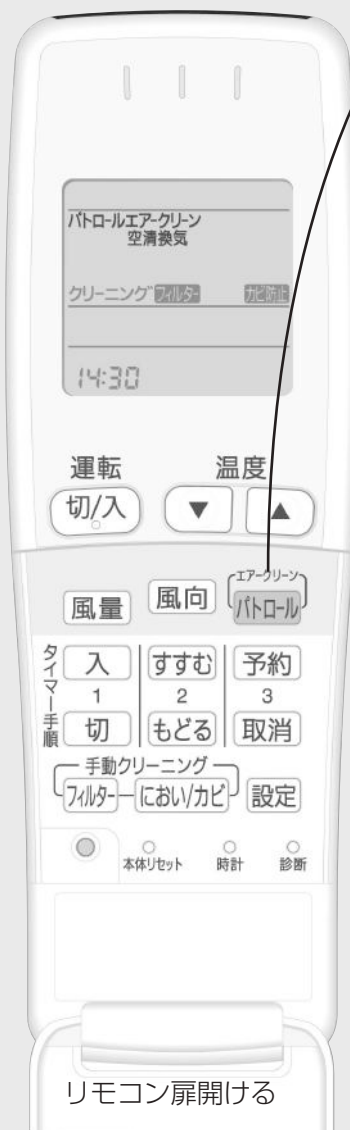 パトロールエアークリーン
空清換気
クリーニング フィルター カビ防止
14:30
運転 温度
切/入 ▼ ▲
エアークリーン
風量 風向 パトロール
タイマー手順
入 すすむ 予約
1 2 3
切 もどる 取消
手動クリーニング
フィルター におい/カビ 設定
本体リセット 時計 診断
リモコン扉開ける